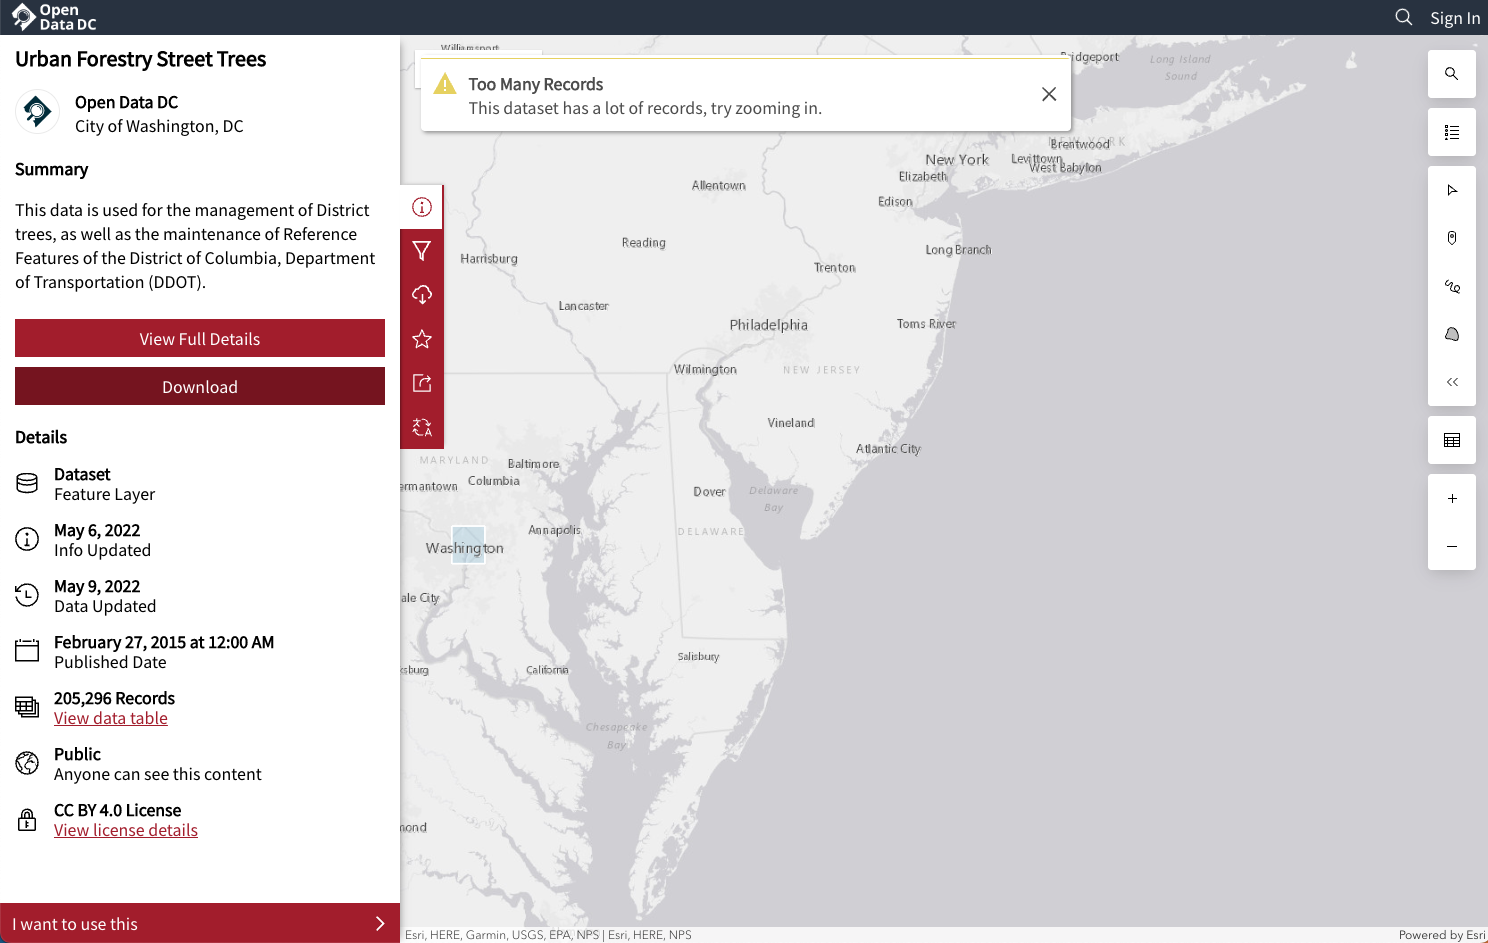 Open
Data DC
Sign In
Urban Forestry Street Trees
Open Data DC
City of Washington, DC
Summary
This data is used for the management of District
trees, as well as the maintenance of Reference
Features of the District of Columbia, Department
of Transportation (DDOT).
View Full Details
Download
Details
Dataset
Feature Layer
May 6, 2022
Info Updated
May 9, 2022
Data Updated
February 27, 2015 at 12:00 AM
Published Date
205,296 Records
View data table
Public
Anyone can see this content
CC BY 4.0 License
View license details
I want to use this
Williamsport
Too Many Records
This dataset has a lot of records, try zooming in.
Bridgeport
Long Island
Sound
NEW YORK
Brentwood
New York
Levittown
West Babylon
Elizabeth
Allentown
Edison
Reading
Long Branch
Harrisburg
Trenton
Lancaster
Philadelphia
Toms River
Wilmington
NEW JERSEY
Vineland
Atlantic City
MARYLAND
Baltimore
Columbia
ermantown
Dover
Delaware
Bay
Annapolis
DELAWARE
Washington
ale City
Salisbury
ksburg
California
Chesapeake
Bay
mond
Esri, HERE, Garmin, USGS, EPA, NPS | Esri, HERE, NPS
Powered by Esri